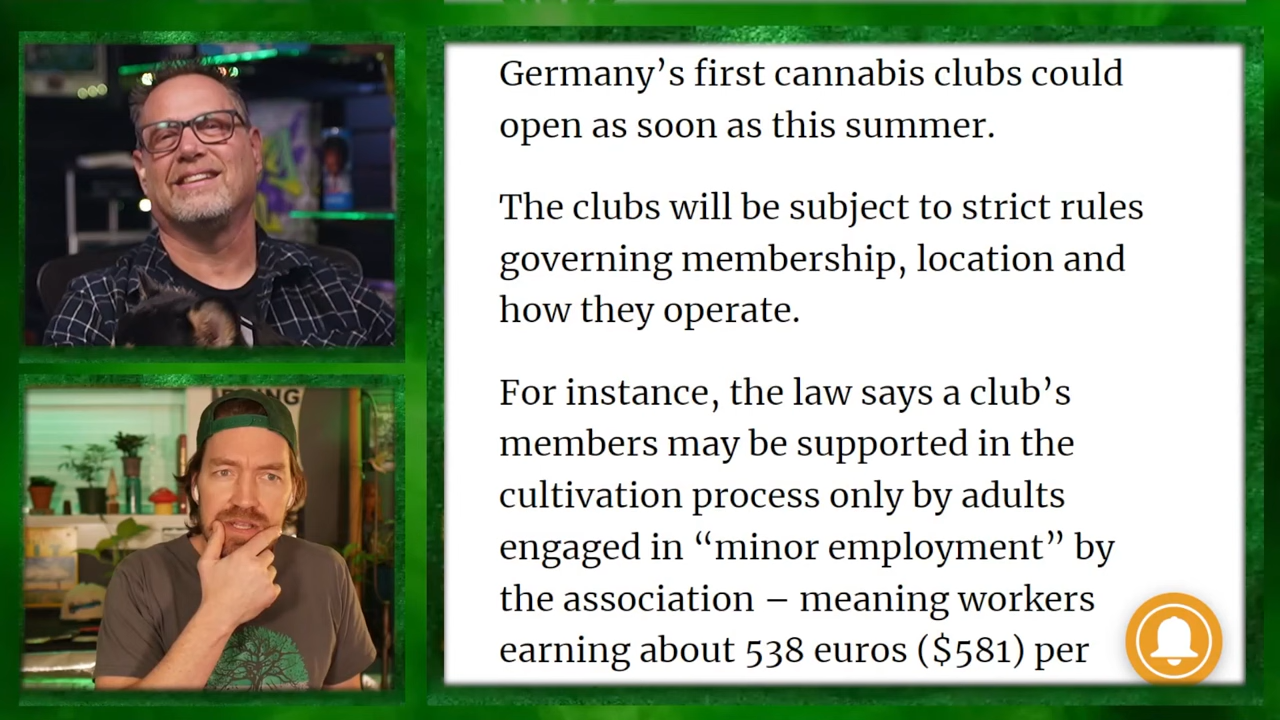 Germany’s first cannabis clubs could
open as soon as this summer.
The clubs will be subject to strict rules
governing membership, location and
how they operate.
For instance, the law says a club’s
members may be supported in the
cultivation process only by adults
engaged in “minor employment” by
the association – meaning workers
earning about 538 euros ($581) per